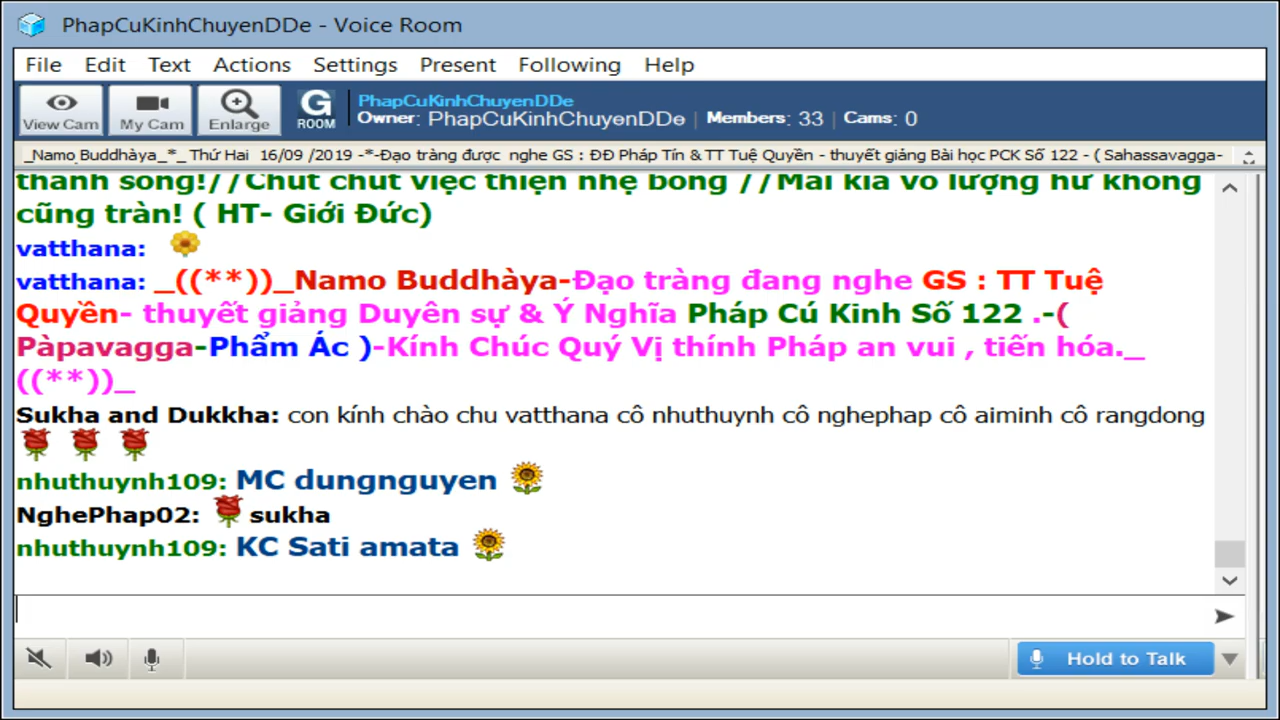 PhapCuKinhChuyenDDe - Voice Room
File Edit Text Actions Settings Present Following Help
View Cam My Cam Enlarge G ROOM
PhapCuKinhChuyenDDe
Owner: PhapCuKinhChuyenDDe | Members: 33 | Cams: 0
_Namo Buddhàya_*_ Thứ Hai 16/09 /2019 -*-Đạo tràng được nghe GS : ĐĐ Pháp Tín & TT Tuệ Quyền - thuyết giảng Bài học PCK Số 122 - ( Sahassavagga-
cũng tràn! ( HT- Giới Đức)
vatthana:
vatthana: _((**))_Namo Buddhàya-Đạo tràng đang nghe GS : TT Tuệ
Quyền- thuyết giảng Duyên sự & Ý Nghĩa Pháp Cú Kinh Số 122 .-(
Pàpavagga-Phẩm Ác )-Kính Chúc Quý Vị thính Pháp an vui , tiến hóa._
((**))_
Sukha and Dukkha: con kính chào chu vatthana cô nhuthuynh cô nghephap cô aiminh cô rangdong
nhuthuynh109: MC dungnguyen
NghePhap02: sukha
nhuthuynh109: KC Sati amata
Hold to Talk